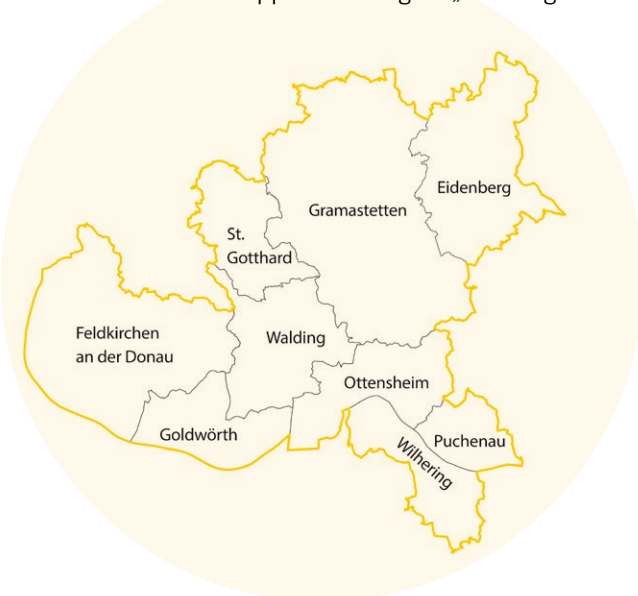 Eidenberg
Gramastetten
St.
Gotthard
Feldkirchen
an der Donau
Walding
Ottensheim
Goldwörth
Puchenau
Wilhering